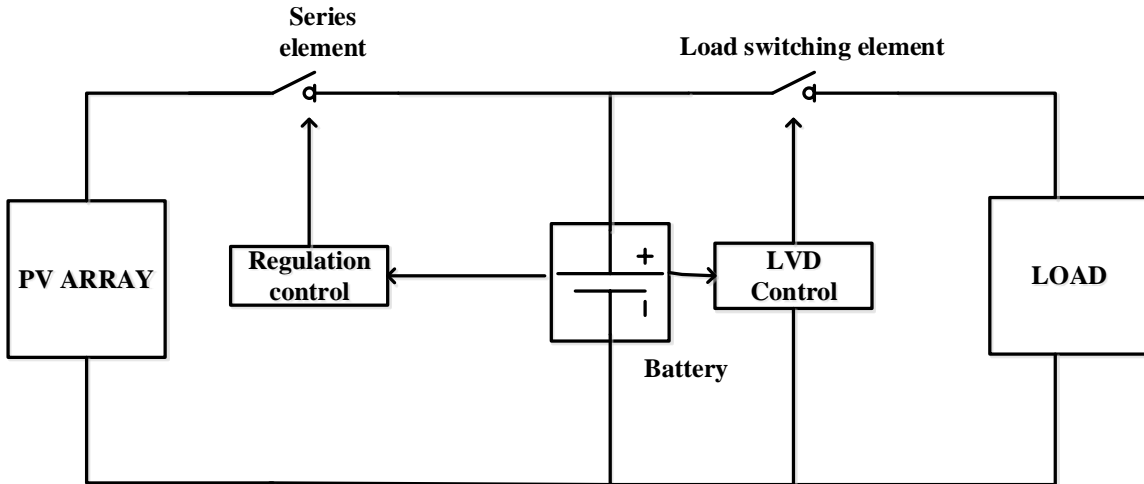 Series
element
Load switching element
PV ARRAY
Regulation
control
+
LVD
Control
LOAD
Battery